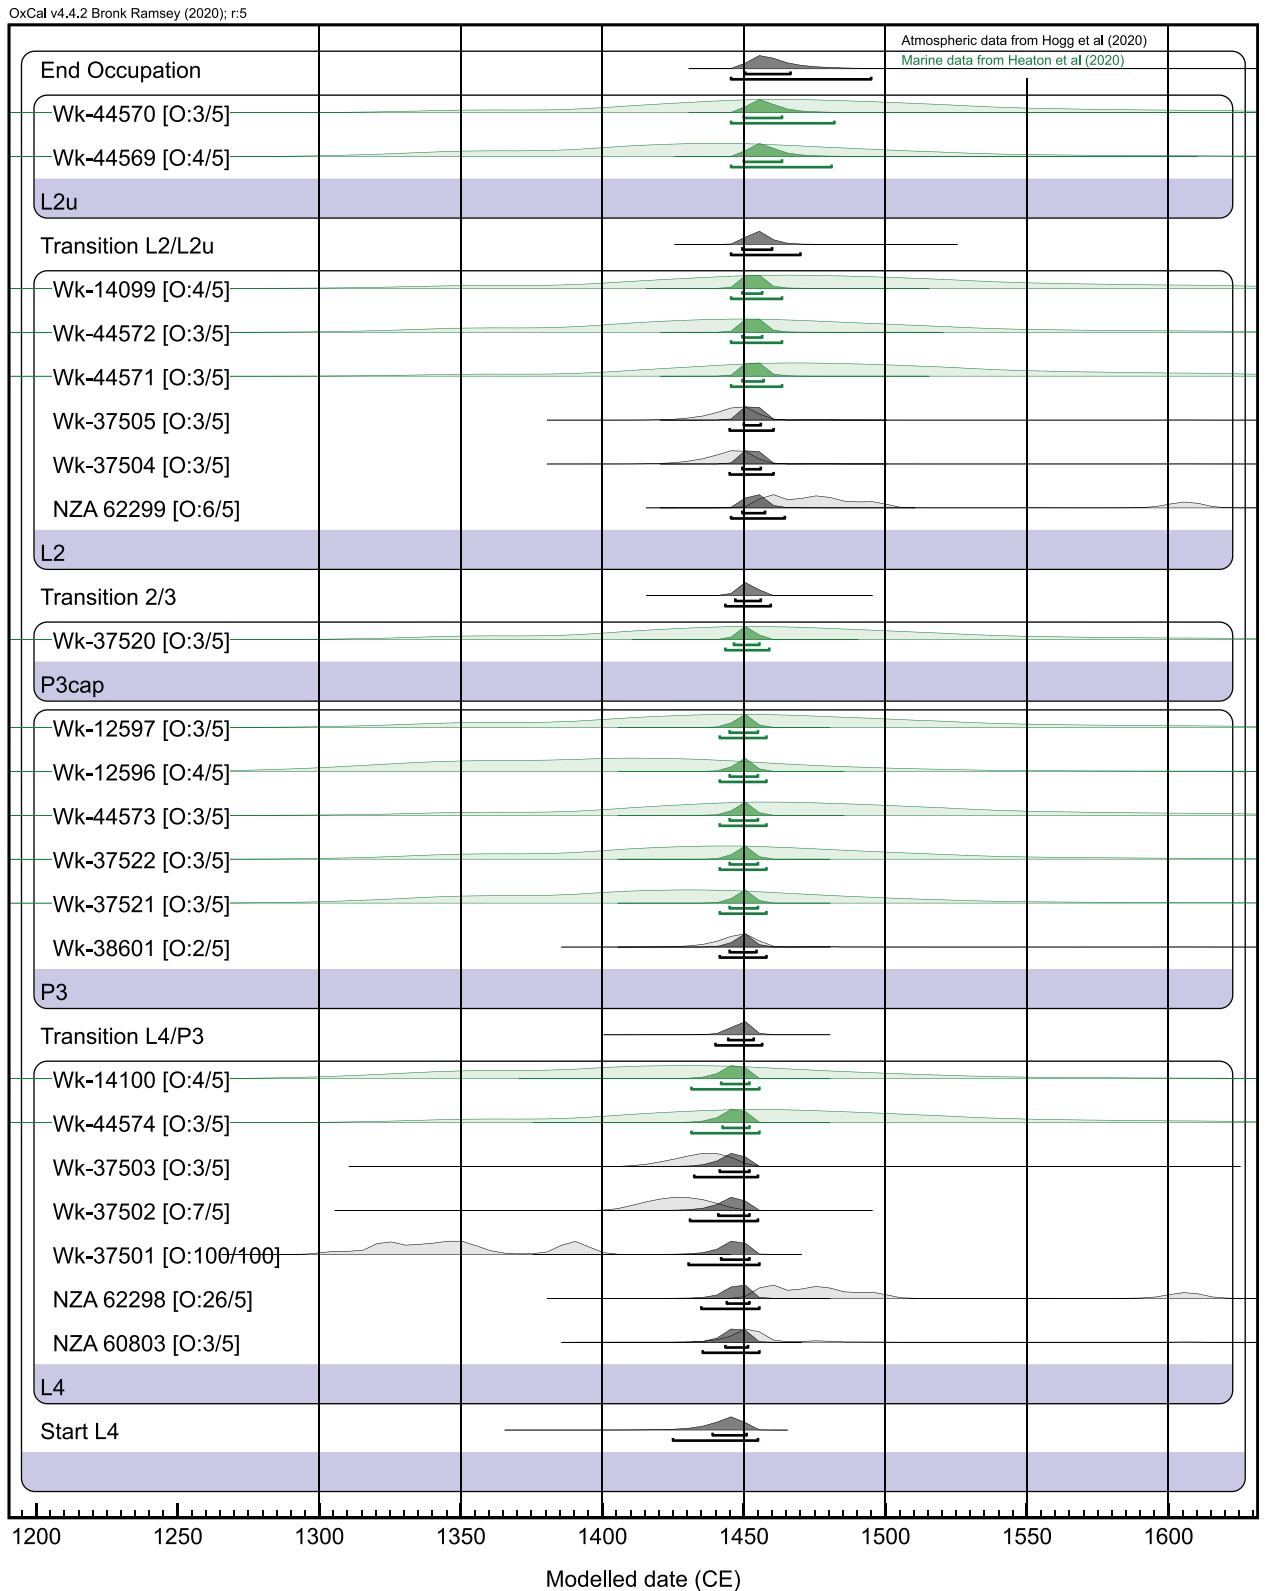 OxCal v4.4.2 Bronk Ramsey (2020); r:5
Atmospheric data from Hogg et al (2020)
Marine data from Heaton et al (2020)
End Occupation
Wk-44570 [O:3/5]
Wk-44569 [O:4/5]
L2u
Transition L2/L2u
Wk-14099 [O:4/5]
Wk-44572 [O:3/5]
Wk-44571 [O:3/5]
Wk-37505 [O:3/5]
Wk-37504 [O:3/5]
NZA 62299 [O:6/5]
L2
Transition 2/3
Wk-37520 [O:3/5]
P3cap
Wk-12597 [O:3/5]
Wk-12596 [O:4/5]
Wk-44573 [O:3/5]
Wk-37522 [O:3/5]
Wk-37521 [O:3/5]
Wk-38601 [O:2/5]
P3
Transition L4/P3
Wk-14100 [O:4/5]
Wk-44574 [O:3/5]
Wk-37503 [O:3/5]
Wk-37502 [O:7/5]
Wk-37501 [O:100/100]
NZA 62298 [O:26/5]
NZA 60803 [O:3/5]
L4
Start L4
1200 1250 1300 1350 1400 1450 1500 1550 1600
Modelled date (CE)